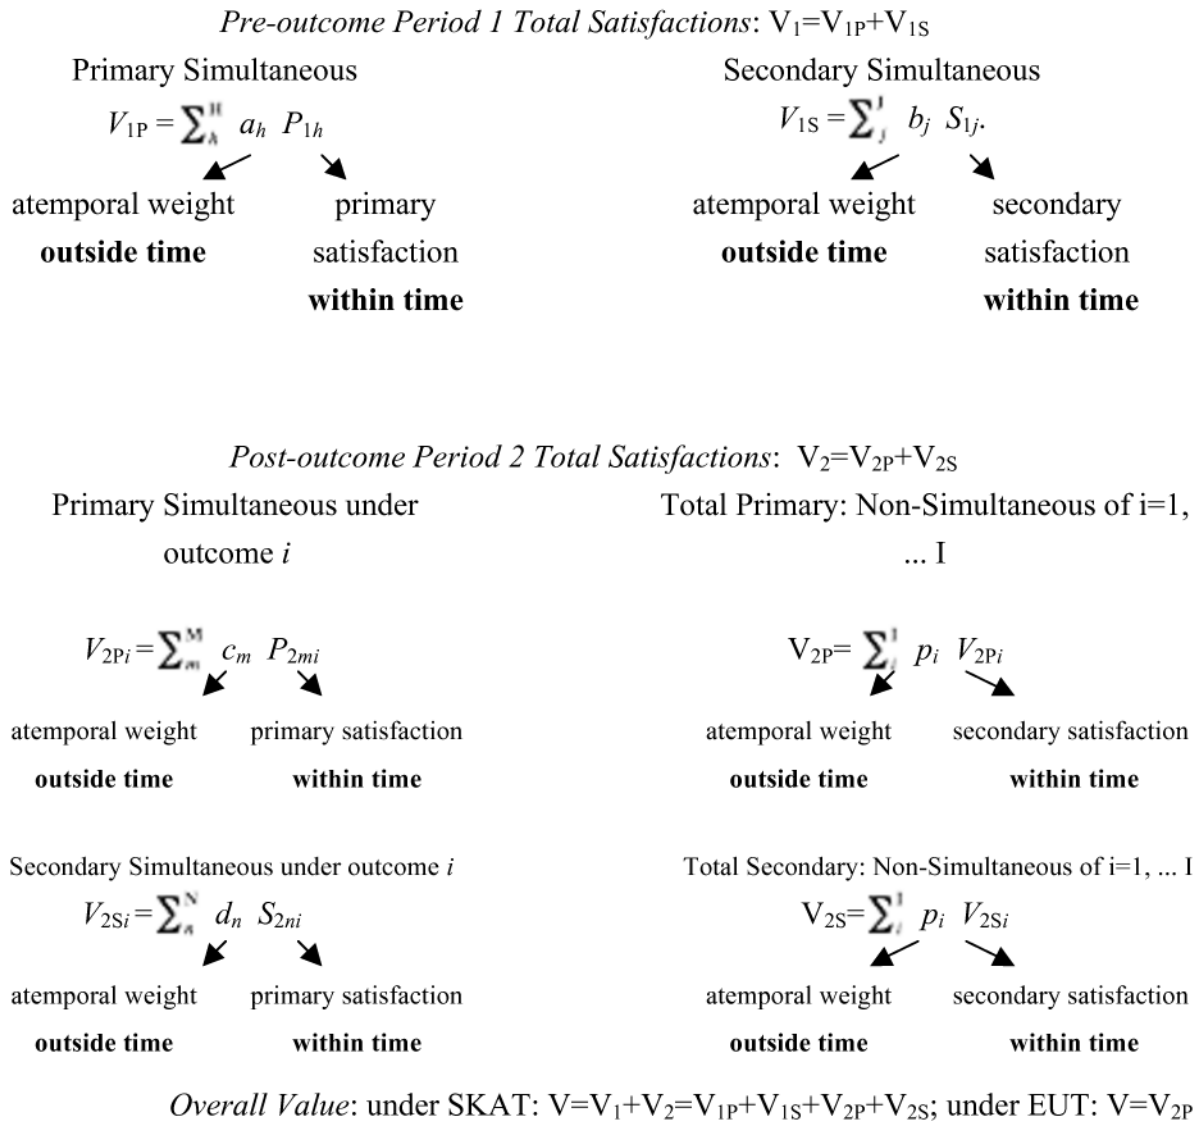 Pre-outcome Period 1 Total Satisfactions: V₁=V₁P+V₁S
Primary Simultaneous
Secondary Simultaneous
V₁P = ∑ₕᴴ aₕ P₁ₕ
V₁S = ∑ⱼᴶ bⱼ S₁ⱼ.
atemporal weight
primary
atemporal weight
secondary
outside time
satisfaction
outside time
satisfaction
within time
within time
Post-outcome Period 2 Total Satisfactions: V₂=V₂P+V₂S
Primary Simultaneous under
Total Primary: Non-Simultaneous of i=1,
outcome i
... I
V₂Pi = ∑ₘᴹ cₘ P₂mi
V₂P= ∑ᵢᴵ pᵢ V₂Pi
atemporal weight
primary satisfaction
atemporal weight
secondary satisfaction
outside time
within time
outside time
within time
Secondary Simultaneous under outcome i
Total Secondary: Non-Simultaneous of i=1, ... I
V₂Si = ∑ₙᴺ dₙ S₂ni
V₂S= ∑ᵢᴵ pᵢ V₂Si
atemporal weight
primary satisfaction
atemporal weight
secondary satisfaction
outside time
within time
outside time
within time
Overall Value: under SKAT: V=V₁+V₂=V₁P+V₁S+V₂P+V₂S; under EUT: V=V₂P